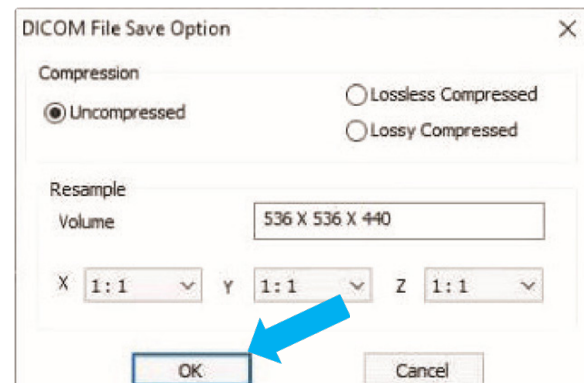 DICOM File Save Option
Compression
Uncompressed
Lossless Compressed
Lossy Compressed
Resample
Volume 536 X 536 X 440
X 1:1 Y 1:1 Z 1:1
OK Cancel